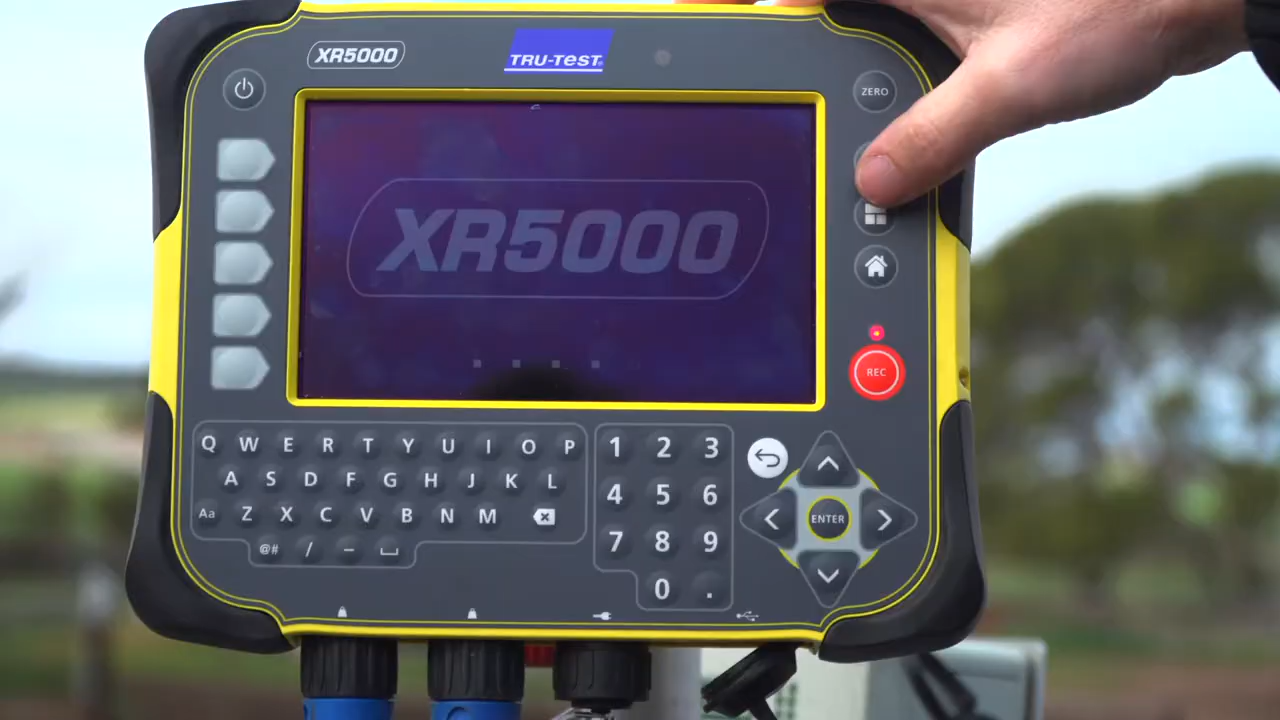 XR5000
TRU-TEST
ZERO
XR5000
REC
Q W E R T Y U I O P
A S D F G H J K L
Aa Z X C V B N M
@# / –
1 2 3
4 5 6
7 8 9
0 .
ENTER